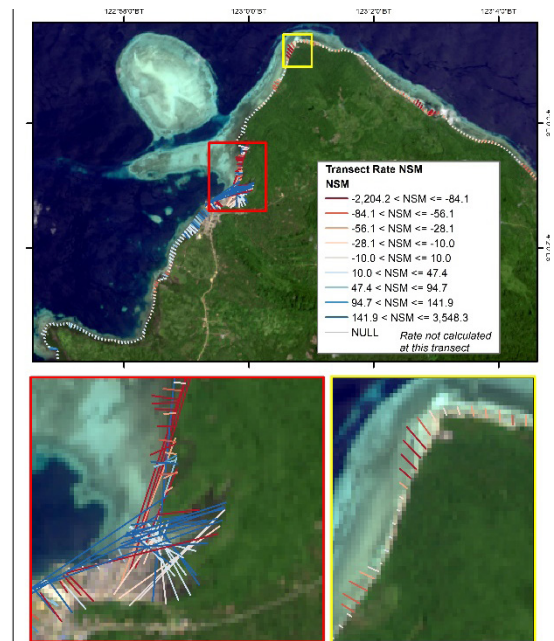 122°58'0"BT 123°0'0"BT 123°2'0"BT 123°4'0"BT
Transect Rate NSM
NSM
-2,204.2 < NSM <= -84.1
-84.1 < NSM <= -56.1
-56.1 < NSM <= -28.1
-28.1 < NSM <= -10.0
-10.0 < NSM <= 10.0
10.0 < NSM <= 47.4
47.4 < NSM <= 94.7
94.7 < NSM <= 141.9
141.9 < NSM <= 3,548.3
NULL
Rate not calculated
at this transect